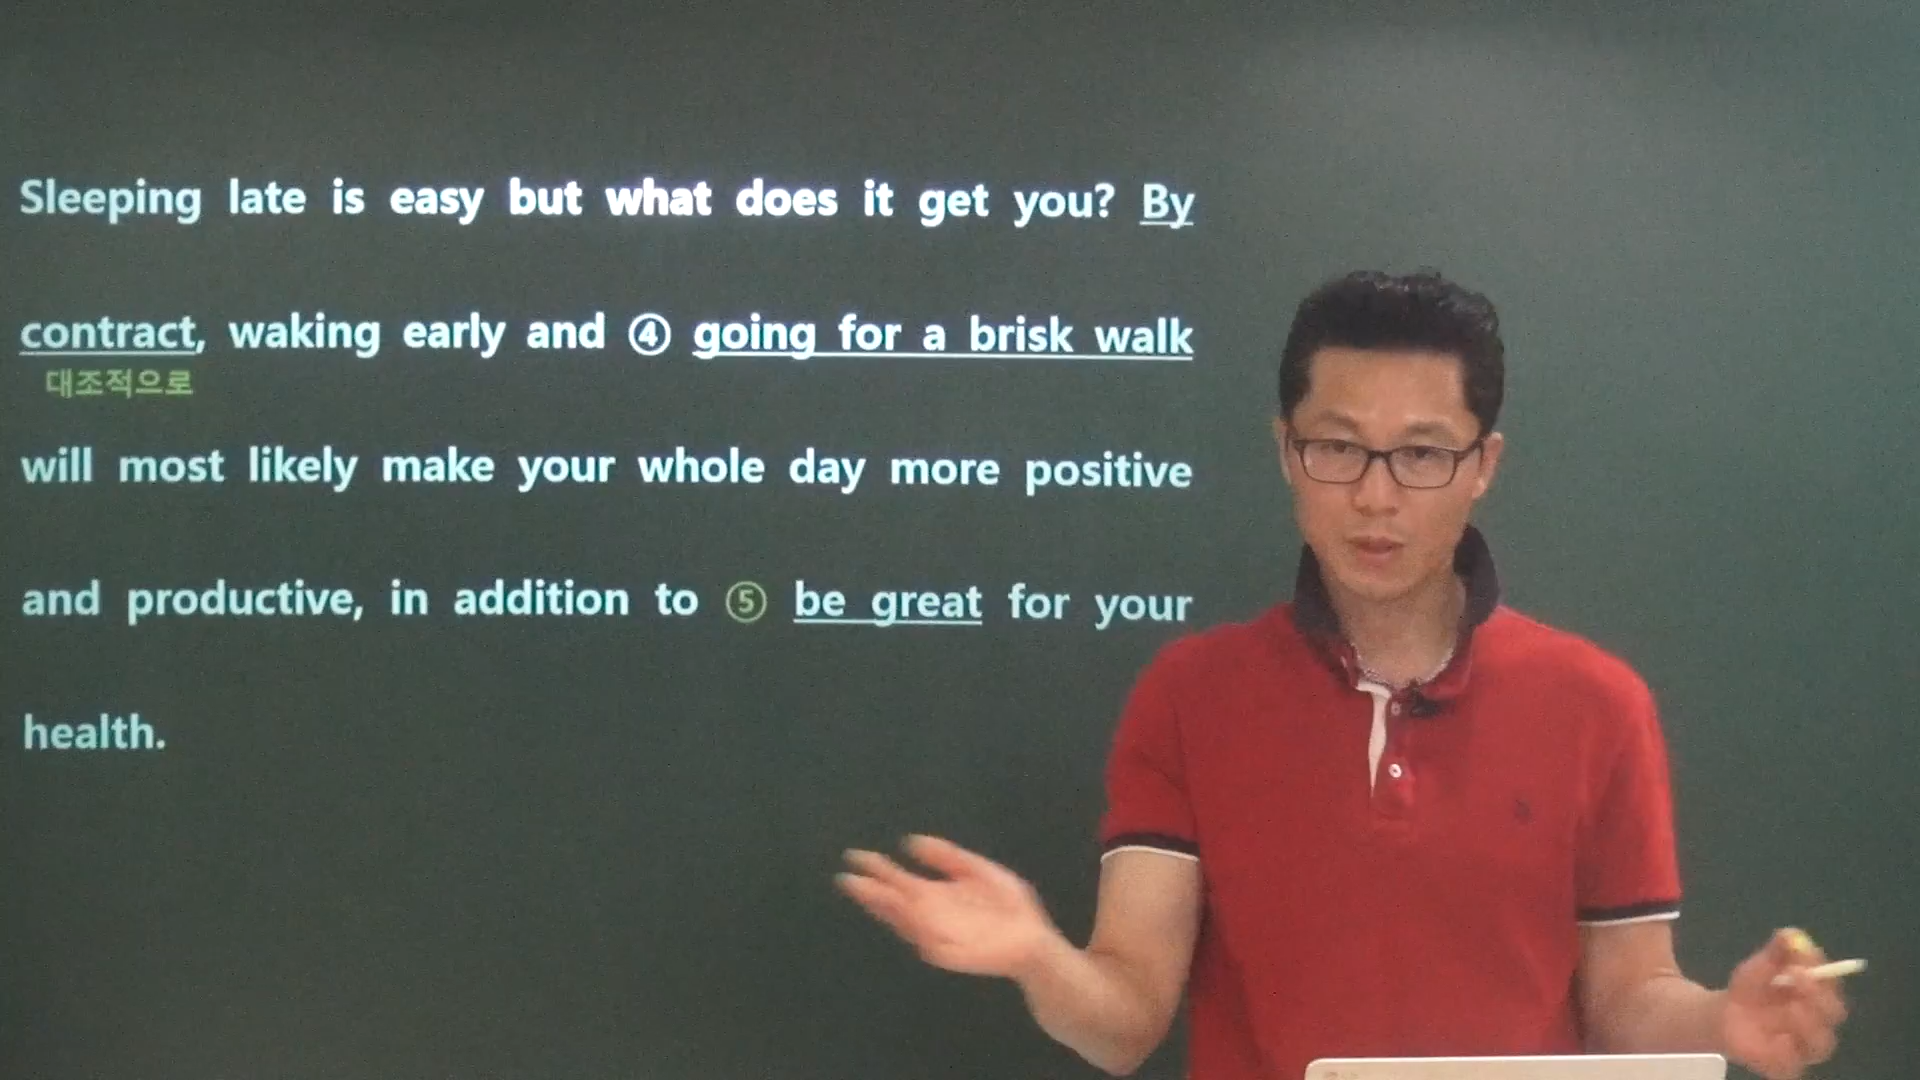 Sleeping late is easy but what does it get you? By
contract, waking early and ④ going for a brisk walk
대조적으로
will most likely make your whole day more positive
and productive, in addition to ⑤ be great for your
health.